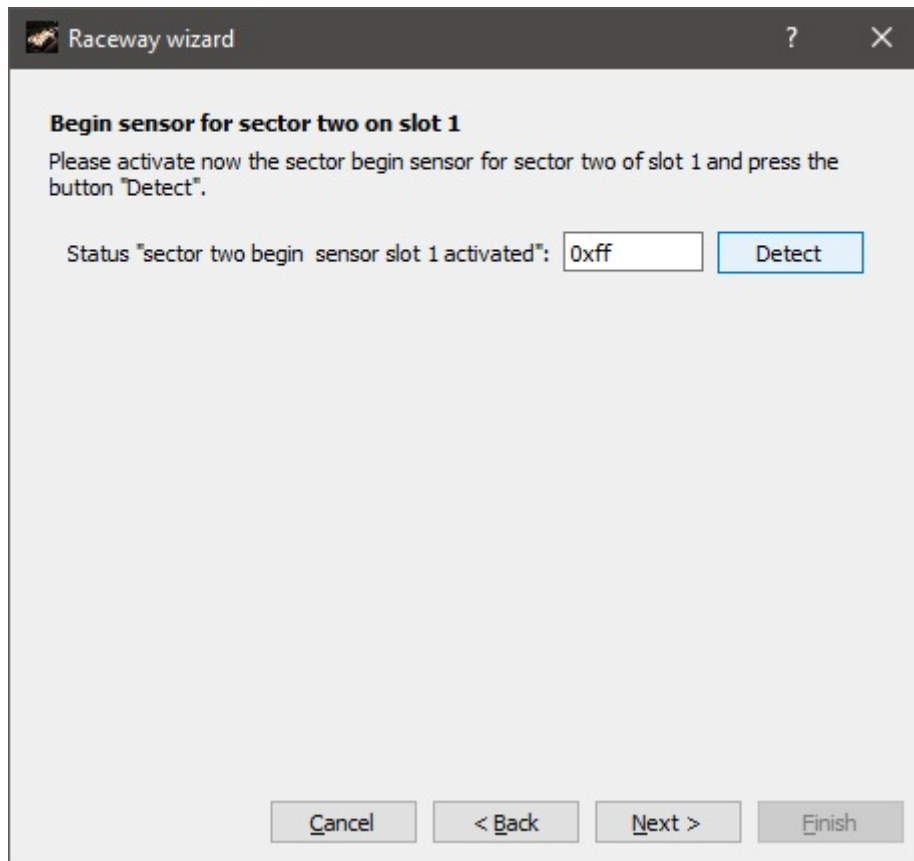 Raceway wizard ?
Begin sensor for sector two on slot 1
Please activate now the sector begin sensor for sector two of slot 1 and press the
button "Detect".
Status "sector two begin  sensor slot 1 activated": 0xff Detect
Cancel < Back Next > Finish